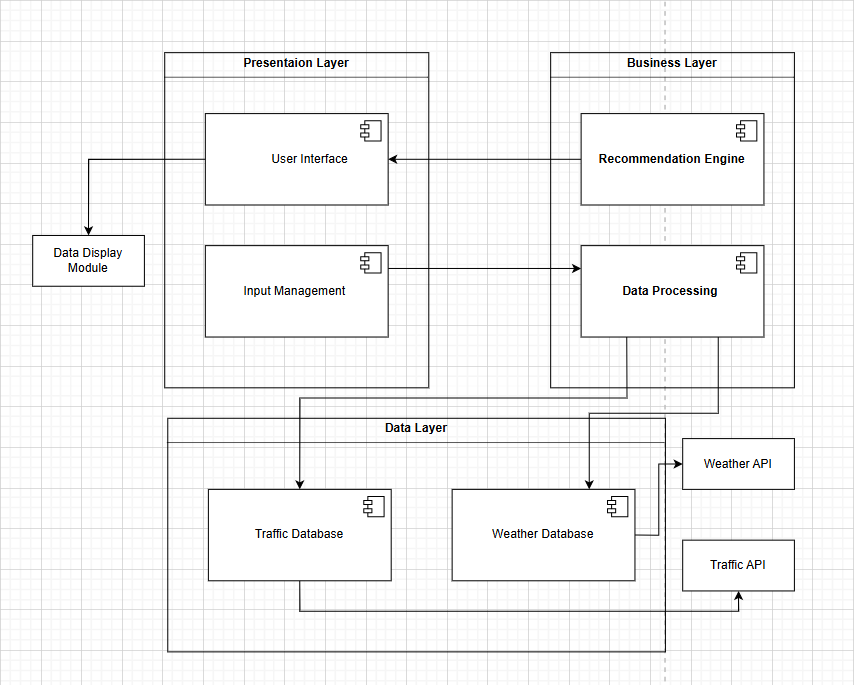 Presentaion Layer
Business Layer
User Interface
Recommendation Engine
Data Display
Module
Input Management
Data Processing
Data Layer
Weather API
Traffic Database
Weather Database
Traffic API